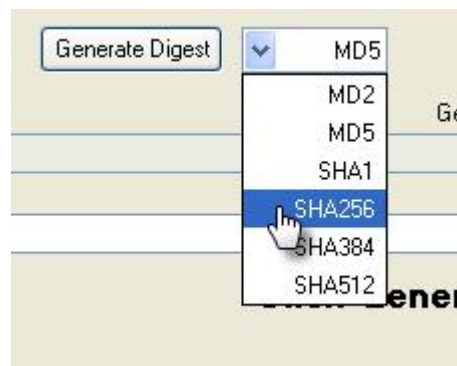 Generate Digest
MD5
MD2
MD5
SHA1
SHA256
SHA384
SHA512